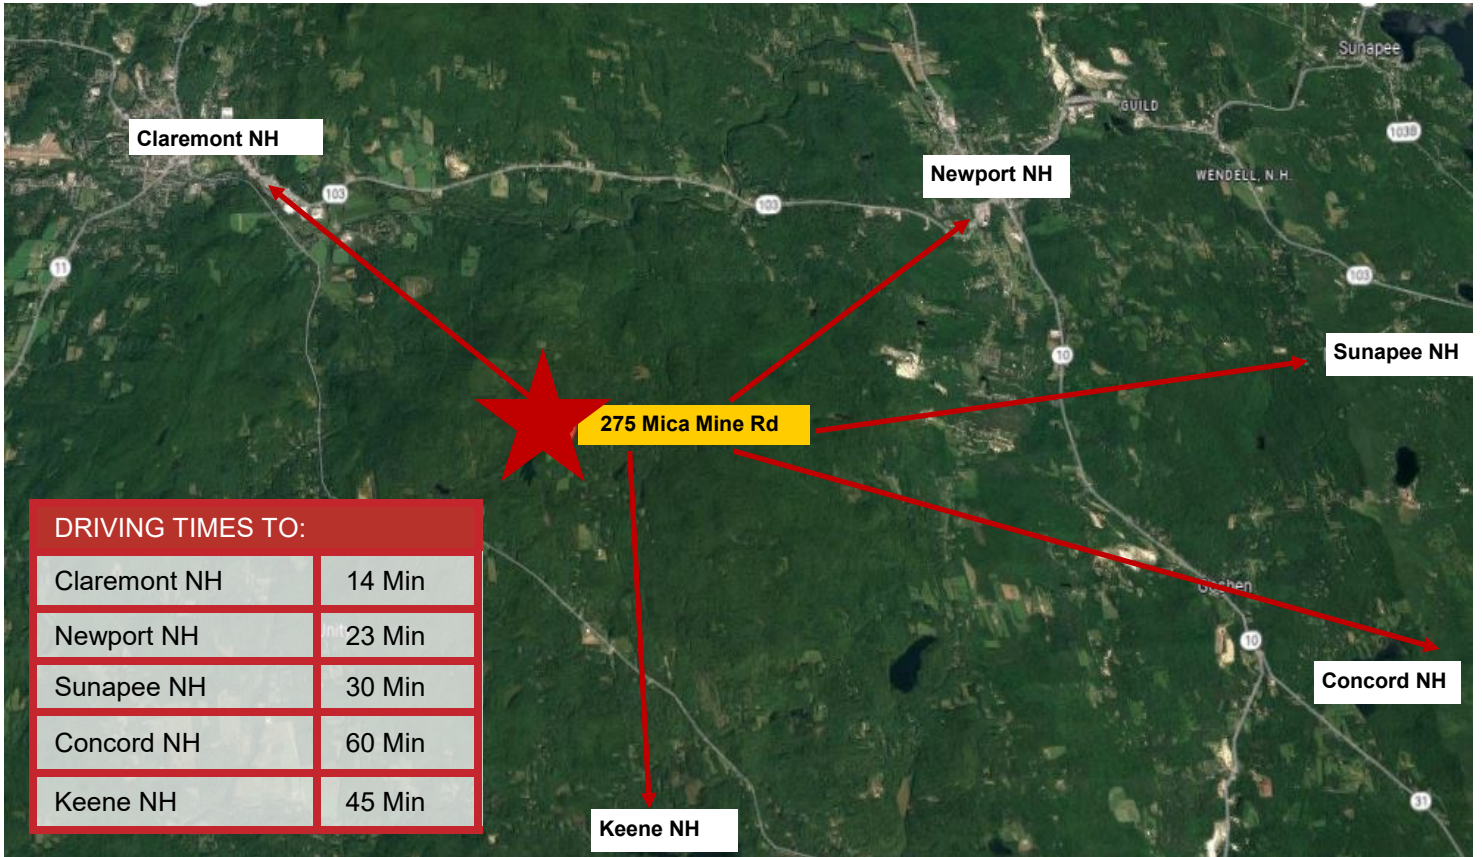 Sunapee
GUILD
103B
Claremont NH
Newport NH
WENDELL, N.H.
103
103
11
103
Sunapee NH
10
275 Mica Mine Rd
DRIVING TIMES TO:
Claremont NH 14 Min
Newport NH 23 Min
Sunapee NH 30 Min
Concord NH 60 Min
Keene NH 45 Min
Goshen
10
Concord NH
31
Keene NH